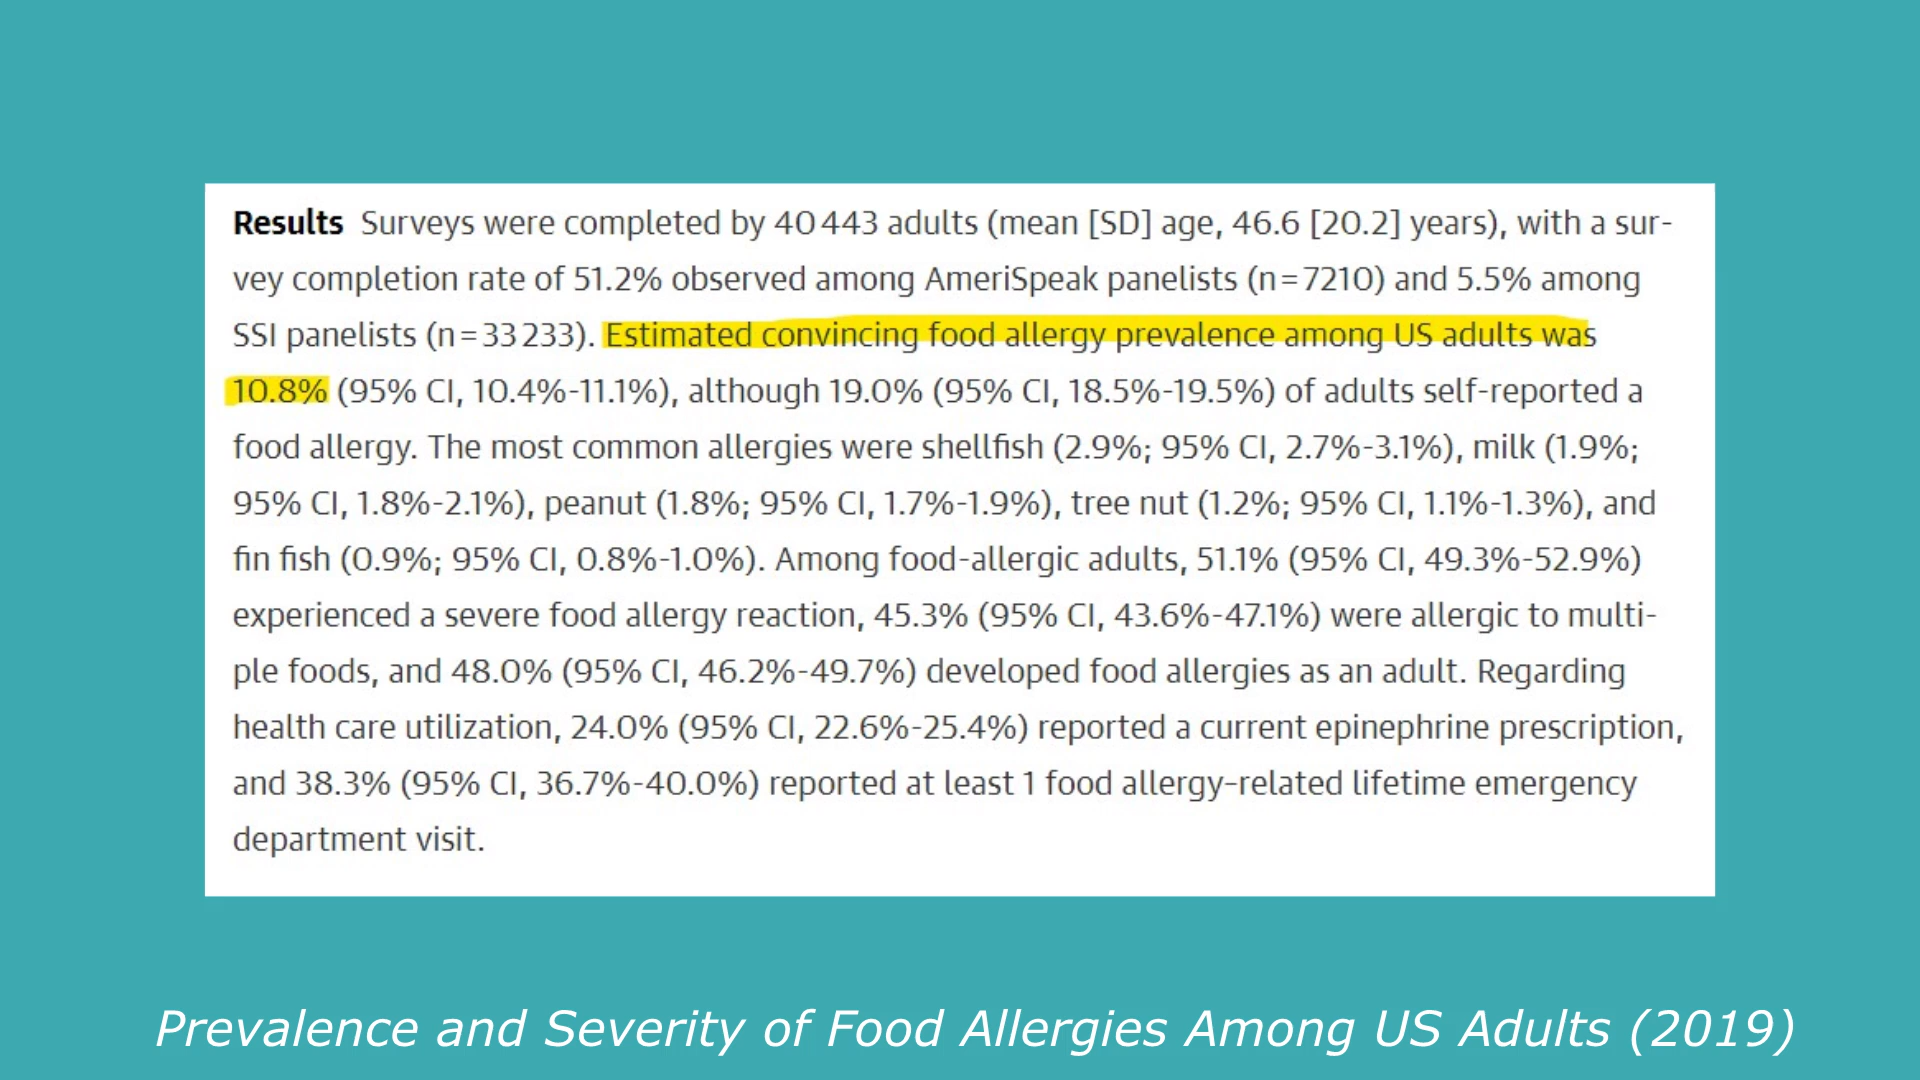 Results Surveys were completed by 40 443 adults (mean [SD] age, 46.6 [20.2] years), with a sur-
vey completion rate of 51.2% observed among AmeriSpeak panelists (n = 7210) and 5.5% among
SSI panelists (n = 33 233). Estimated convincing food allergy prevalence among US adults was
10.8% (95% CI, 10.4%-11.1%), although 19.0% (95% CI, 18.5%-19.5%) of adults self-reported a
food allergy. The most common allergies were shellfish (2.9%; 95% CI, 2.7%-3.1%), milk (1.9%;
95% CI, 1.8%-2.1%), peanut (1.8%; 95% CI, 1.7%-1.9%), tree nut (1.2%; 95% CI, 1.1%-1.3%), and
fin fish (0.9%; 95% CI, 0.8%-1.0%). Among food-allergic adults, 51.1% (95% CI, 49.3%-52.9%)
experienced a severe food allergy reaction, 45.3% (95% CI, 43.6%-47.1%) were allergic to multi-
ple foods, and 48.0% (95% CI, 46.2%-49.7%) developed food allergies as an adult. Regarding
health care utilization, 24.0% (95% CI, 22.6%-25.4%) reported a current epinephrine prescription,
and 38.3% (95% CI, 36.7%-40.0%) reported at least 1 food allergy–related lifetime emergency
department visit.
Prevalence and Severity of Food Allergies Among US Adults (2019)